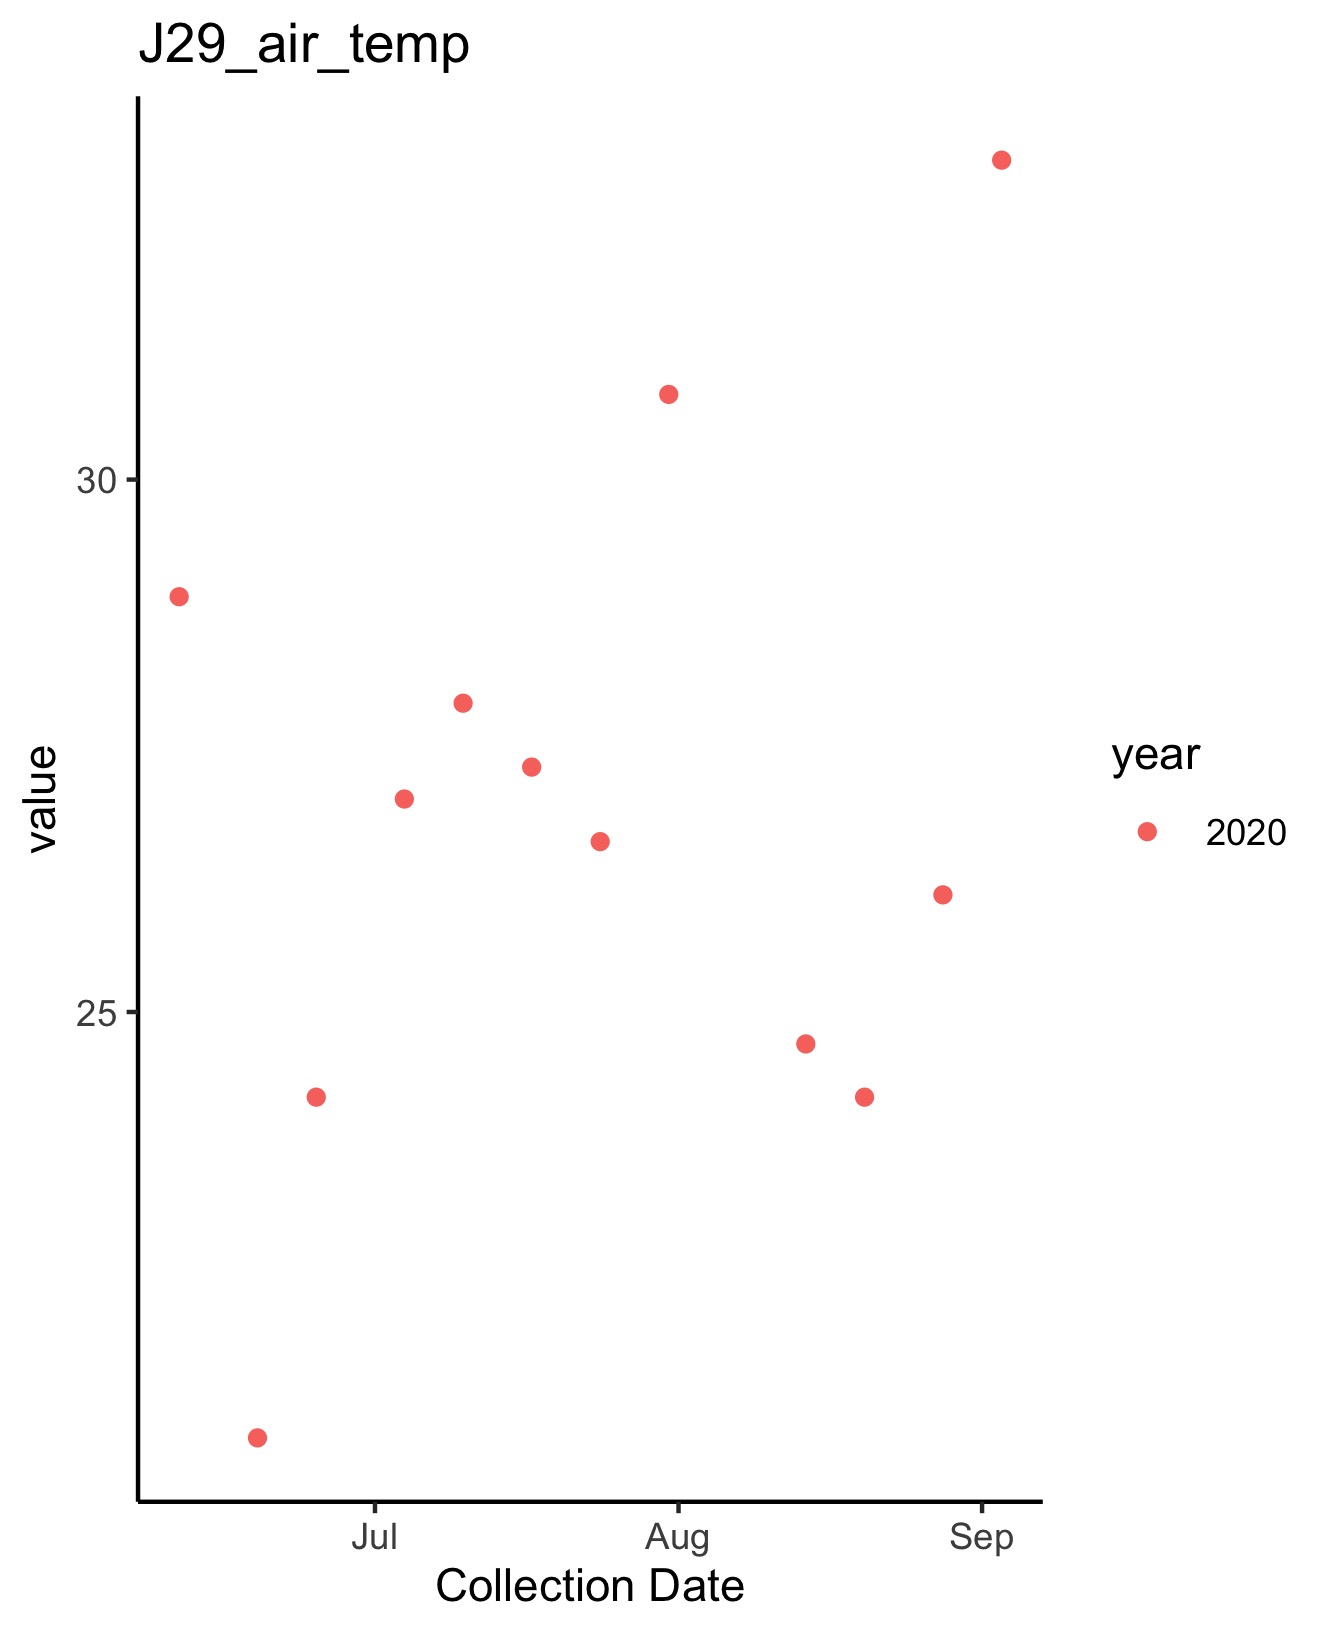 J29_air_temp
30
25
value
Jul
Aug
Sep
Collection Date
year
2020